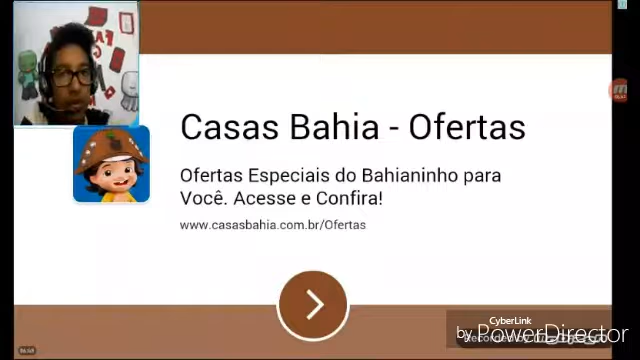 Casas Bahia - Ofertas
Ofertas Especiais do Bahianinho para
Você. Acesse e Confira!
www.casasbahia.com.br/Ofertas
CyberLink
by PowerDirector